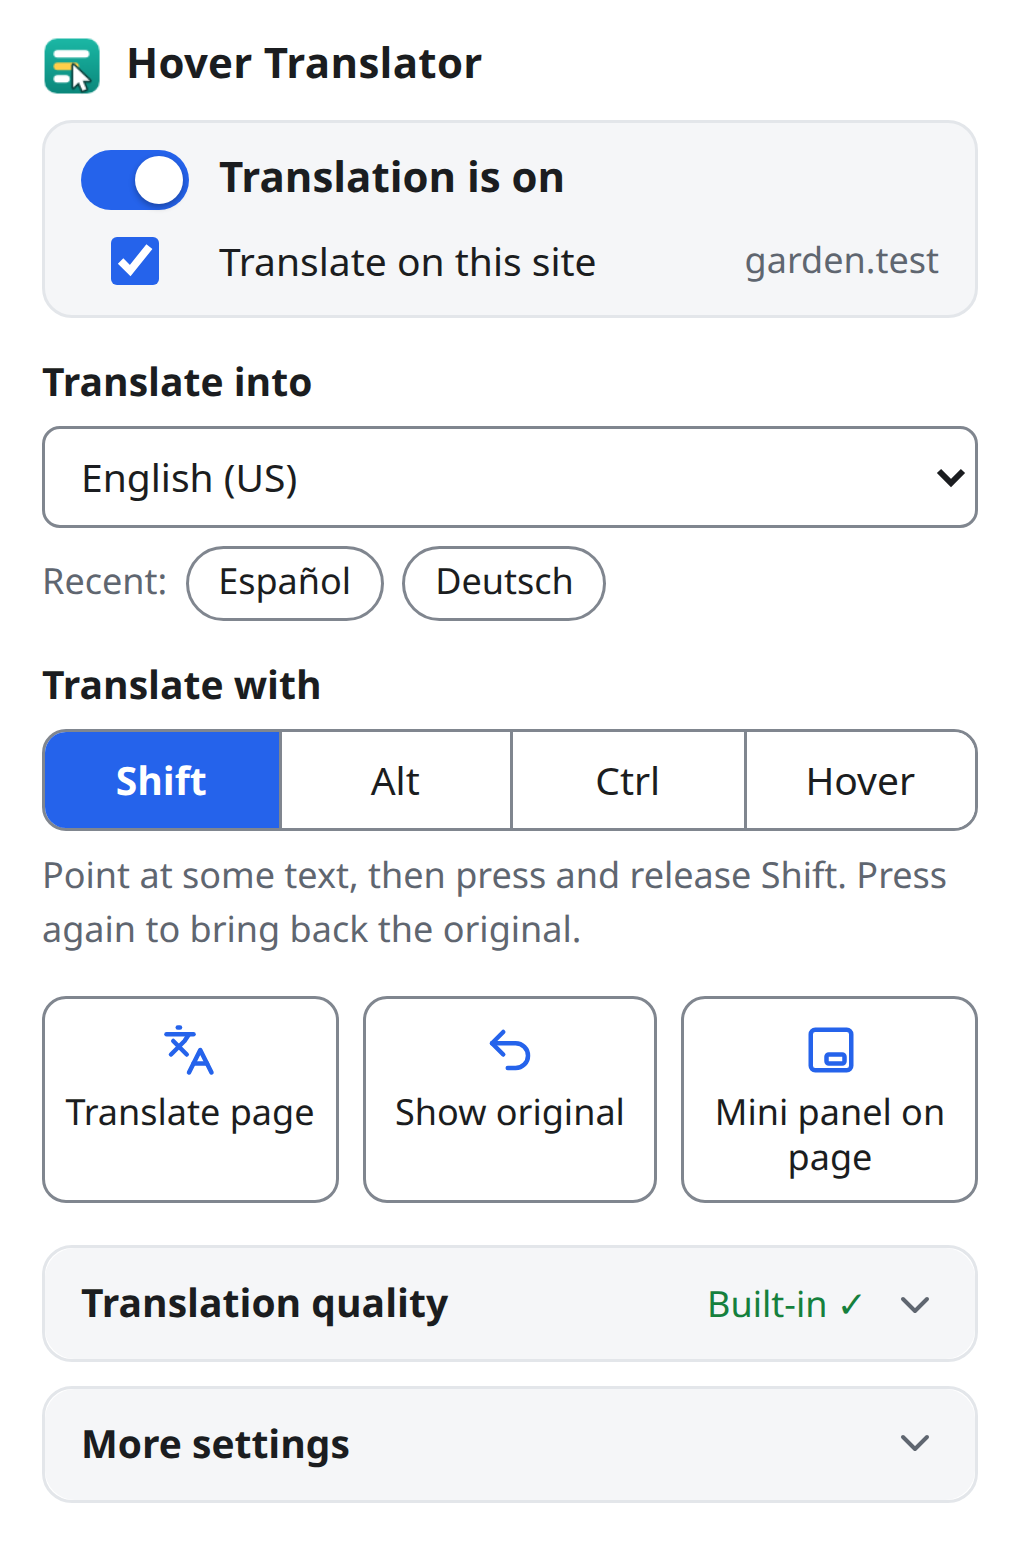 Hover Translator
Translation is on
Translate on this site
garden.test
Translate into
English (US)
Recent:
Español
Deutsch
Translate with
Shift
Alt
Ctrl
Hover
Point at some text, then press and release Shift. Press
again to bring back the original.
Translate page
Show original
Mini panel on
page
Translation quality
Built-in ✓
More settings